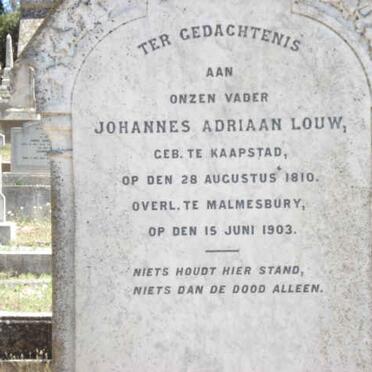 TER GEDACHTENIS
AAN
ONZEN VADER
JOHANNES ADRIAAN LOUW,
GEB. TE KAAPSTAD,
OP DEN 28 AUGUSTUS 1810.
OVERL. TE MALMESBURY,
OP DEN 15 JUNI 1903.
NIETS HOUDT HIER STAND,
NIETS DAN DE DOOD ALLEEN.